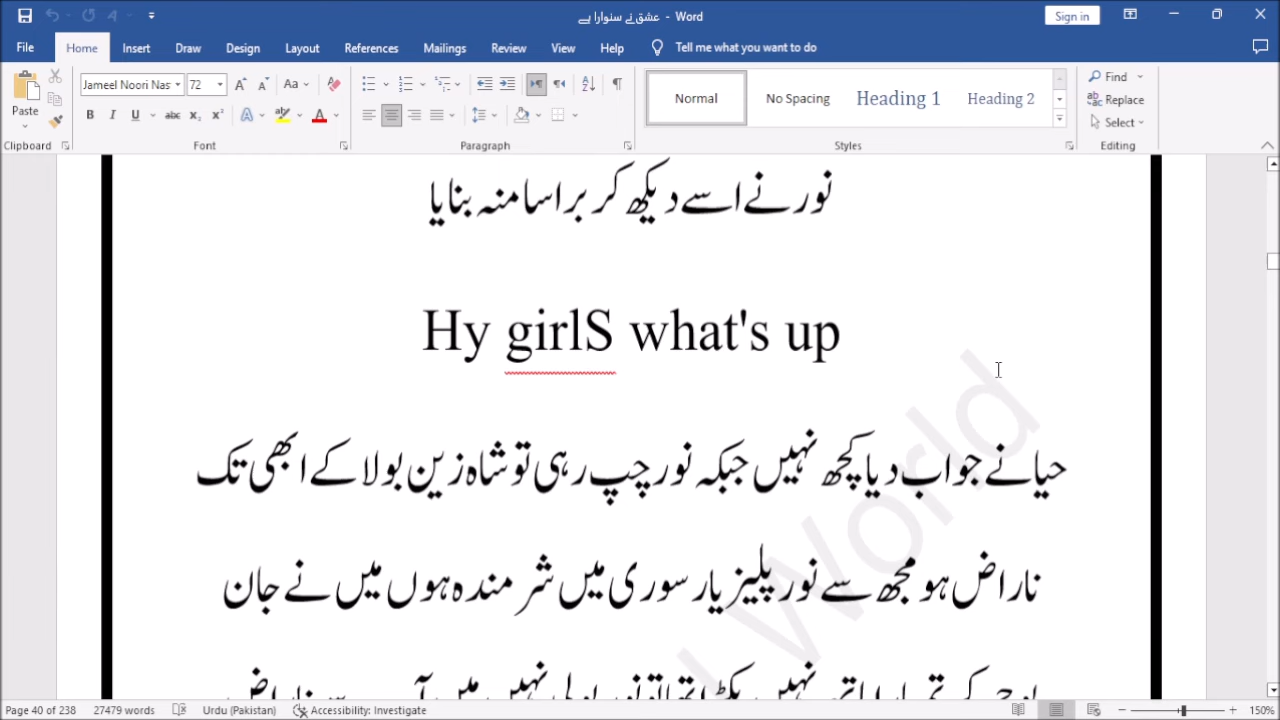 عشق نے سنوارا ہے - Word
Sign in
File Home Insert Draw Design Layout References Mailings Review View Help Tell me what you want to do
Jameel Noori Nas 72 Aa
Paste B I U abc x₂ x² A A
Normal No Spacing Heading 1 Heading 2
Find
Replace
Select
Clipboard Font Paragraph Styles Editing
نور نے اسے دیکھ کر برا سا منہ بنایا
Hy girlS what's up
حیا نے جواب دیا کچھ نہیں جبکہ نور چپ رہی تو شاہ زین بولا کے ابھی تک
ناراض ہو مجھ سے نور پلیز یار سوری میں شرمندہ ہوں میں نے جان
World
Page 40 of 238 27479 words Urdu (Pakistan) Accessibility: Investigate 150%